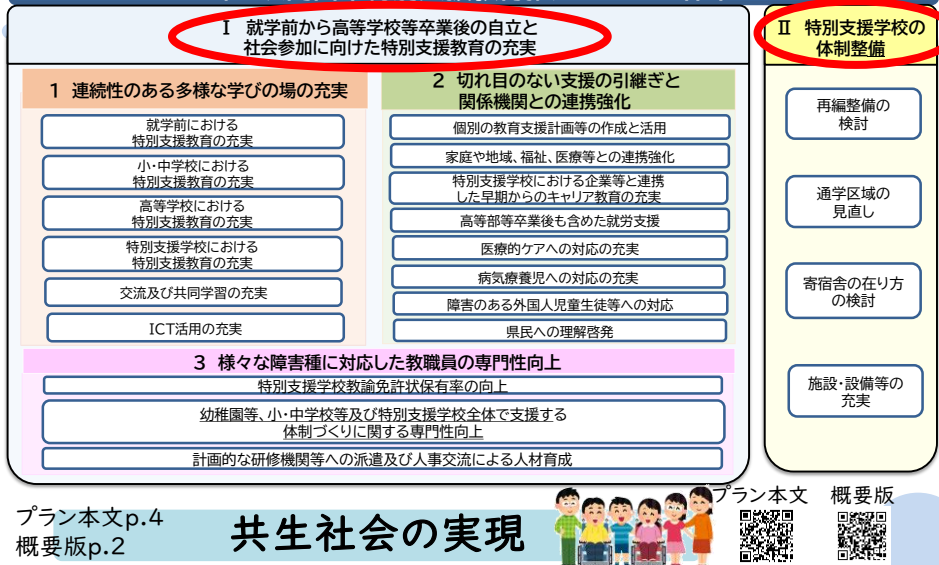 Ⅰ 就学前から高等学校等卒業後の自立と
社会参加に向けた特別支援教育の充実
1 連続性のある多様な学びの場の充実
就学前における
特別支援教育の充実
小・中学校における
特別支援教育の充実
高等学校における
特別支援教育の充実
特別支援学校における
特別支援教育の充実
交流及び共同学習の充実
ICT活用の充実
2 切れ目のない支援の引継ぎと
関係機関との連携強化
個別の教育支援計画等の作成と活用
家庭や地域、福祉、医療等との連携強化
特別支援学校における企業等と連携
した早期からのキャリア教育の充実
高等部等卒業後も含めた就労支援
医療的ケアへの対応の充実
病気療養児への対応の充実
障害のある外国人児童生徒等への対応
県民への理解啓発
3 様々な障害種に対応した教職員の専門性向上
特別支援学校教諭免許状保有率の向上
幼稚園等、小・中学校等及び特別支援学校全体で支援する
体制づくりに関する専門性向上
計画的な研修機関等への派遣及び人事交流による人材育成
Ⅱ 特別支援学校の
体制整備
再編整備の
検討
通学区域の
見直し
寄宿舎の在り方
の検討
施設・設備等の
充実
プラン本文p.4
概要版p.2
共生社会の実現
プラン本文 概要版